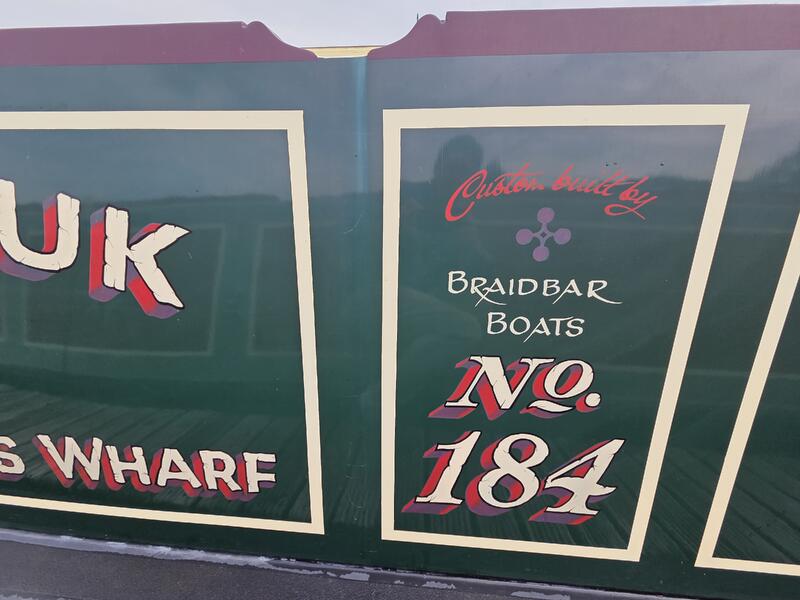 UK
S WHARF
Custom built by
BRAIDBAR
BOATS
No.
184